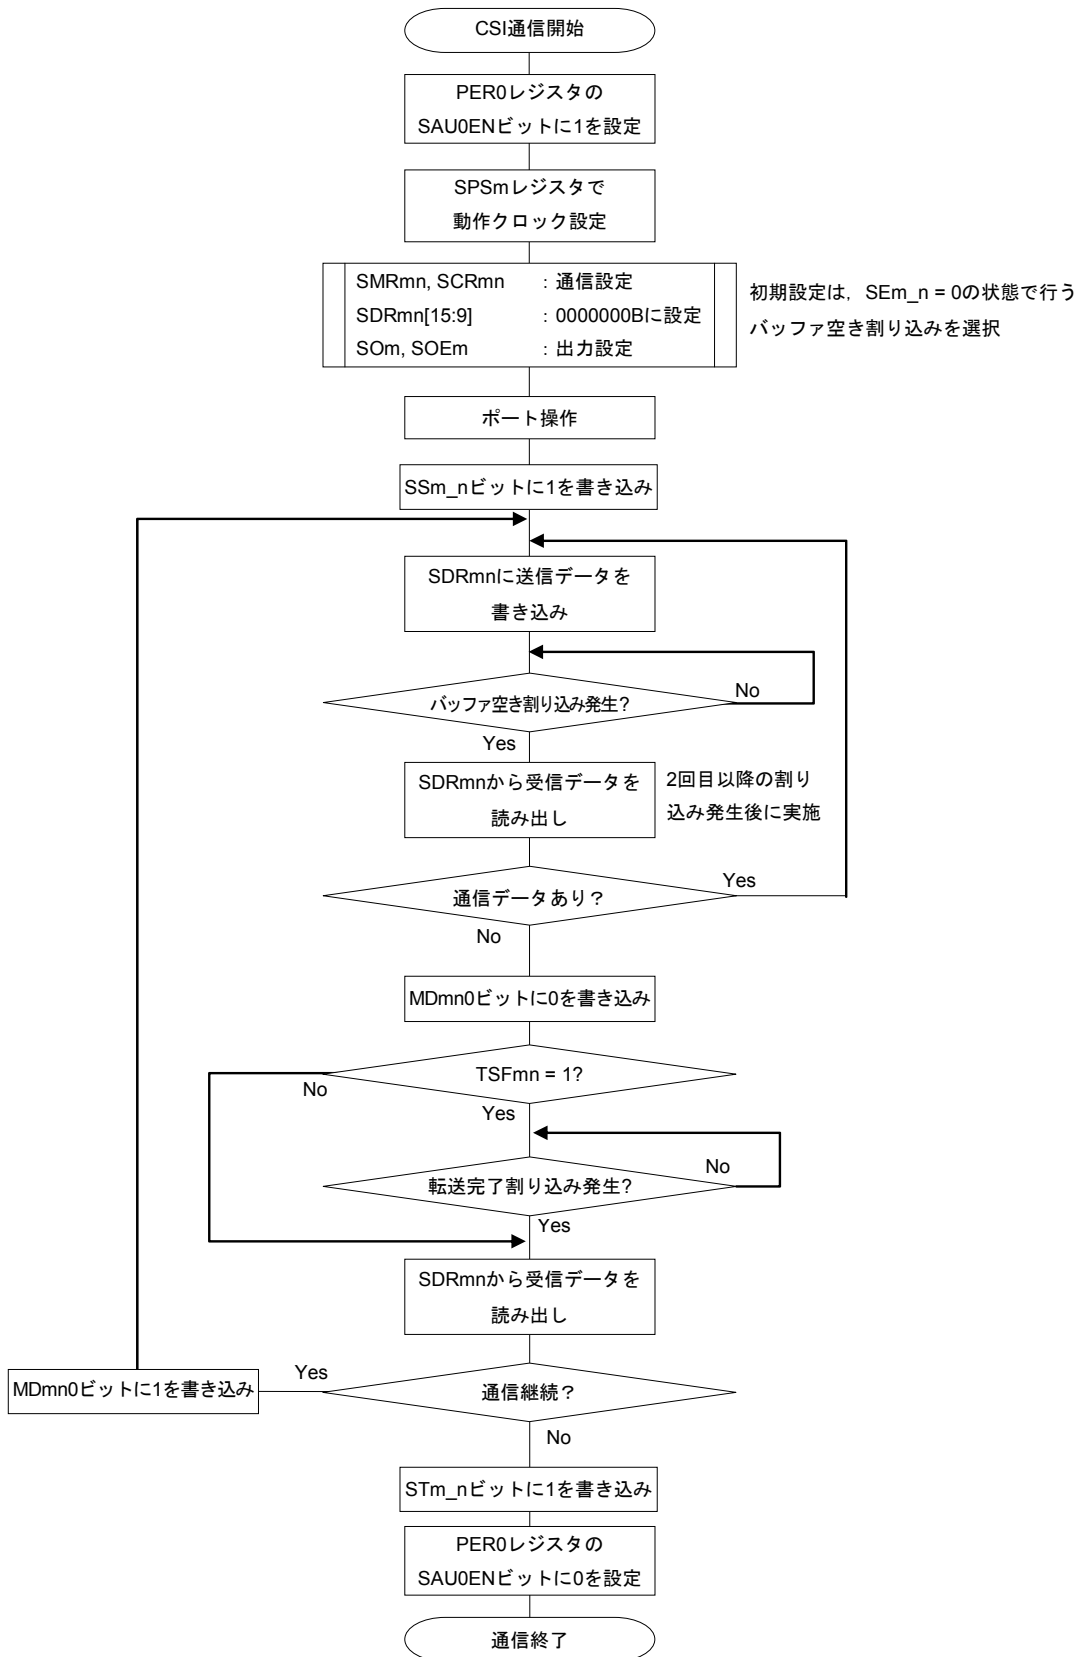 CSI通信開始
PER0レジスタの
SAU0ENビットに1を設定
SPSmレジスタで
動作クロック設定
SMRmn, SCRmn : 通信設定
SDRmn[15:9] : 0000000Bに設定
SOm, SOEm : 出力設定
初期設定は, SEm_n = 0の状態で行う
バッファ空き割り込みを選択
ポート操作
SSm_nビットに1を書き込み
SDRmnに送信データを
書き込み
バッファ空き割り込み発生?
No
Yes
SDRmnから受信データを
読み出し
2回目以降の割り
込み発生後に実施
通信データあり?
Yes
No
MDmn0ビットに0を書き込み
TSFmn = 1?
No
Yes
転送完了割り込み発生?
No
Yes
SDRmnから受信データを
読み出し
MDmn0ビットに1を書き込み
Yes
通信継続?
No
STm_nビットに1を書き込み
PER0レジスタの
SAU0ENビットに0を設定
通信終了